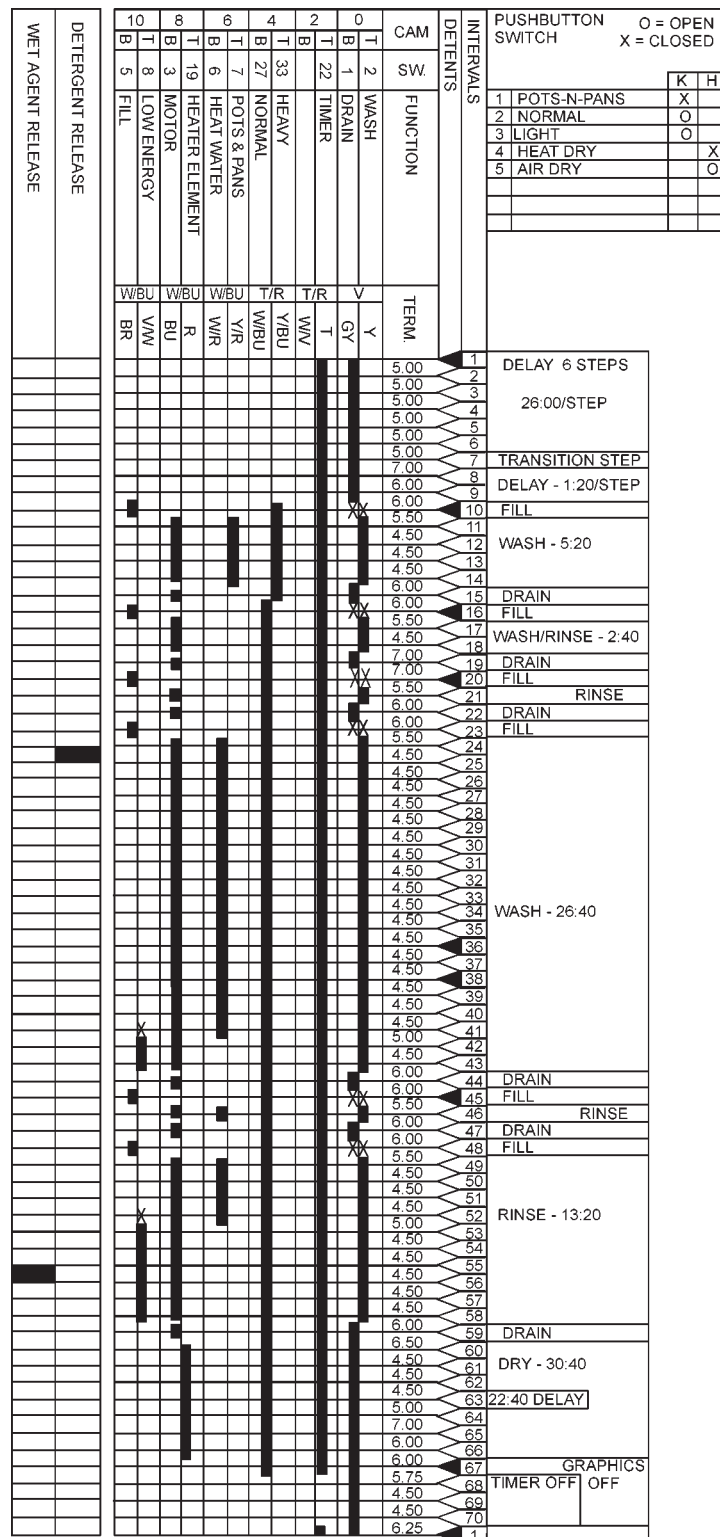 WET AGENT RELEASE
DETERGENT RELEASE
10 8 6 4 2 0 CAM
B T B T B T B T B T B T
5 8 3 19 6 7 27 33 22 1 2 SW.
FILL
LOW ENERGY
MOTOR
HEATER ELEMENT
HEAT WATER
POTS & PANS
NORMAL
HEAVY
TIMER
DRAIN
WASH
FUNCTION
W/BU W/BU W/BU T/R T/R V TERM.
BR V/W BU R W/R Y/R W/BU Y/BU W/V T GY Y
DETENTS
INTERVALS
PUSHBUTTON SWITCH
O = OPEN
X = CLOSED
K H
1 POTS-N-PANS X
2 NORMAL O
3 LIGHT O
4 HEAT DRY X
5 AIR DRY O
1 DELAY 6 STEPS
5.00
2
5.00
3
5.00
4 26:00/STEP
5.00
5
5.00
6
5.00
7 TRANSITION STEP
7.00
8
6.00
9 DELAY - 1:20/STEP
6.00
X X 10 FILL
5.50
11
4.50
12 WASH - 5:20
4.50
13
4.50
14
6.00
15 DRAIN
6.00
X X 16 FILL
5.50
17 WASH/RINSE - 2:40
4.50
18
7.00
19 DRAIN
7.00
X X 20 FILL
5.50
21 RINSE
6.00
22 DRAIN
6.00
X X 23 FILL
5.50
24
4.50
25
4.50
26
4.50
27
4.50
28
4.50
29
4.50
30
4.50
31
4.50
32
4.50
33
4.50
34 WASH - 26:40
4.50
35
4.50
36
4.50
37
4.50
38
4.50
39
4.50
40
4.50
X 41
5.00
42
4.50
43
6.00
44 DRAIN
6.00
X X 45 FILL
5.50
46 RINSE
6.00
47 DRAIN
6.00
X X 48 FILL
5.50
49
4.50
50
4.50
51
4.50
X 52 RINSE - 13:20
5.00
53
4.50
54
4.50
55
4.50
56
4.50
57
4.50
58
6.00
59 DRAIN
6.50
60
4.50
61 DRY - 30:40
4.50
62
4.50
63 22:40 DELAY
5.00
64
7.00
65
6.00
66
6.00
67 GRAPHICS
5.75
68 TIMER OFF OFF
4.50
69
4.50
70
6.25
1